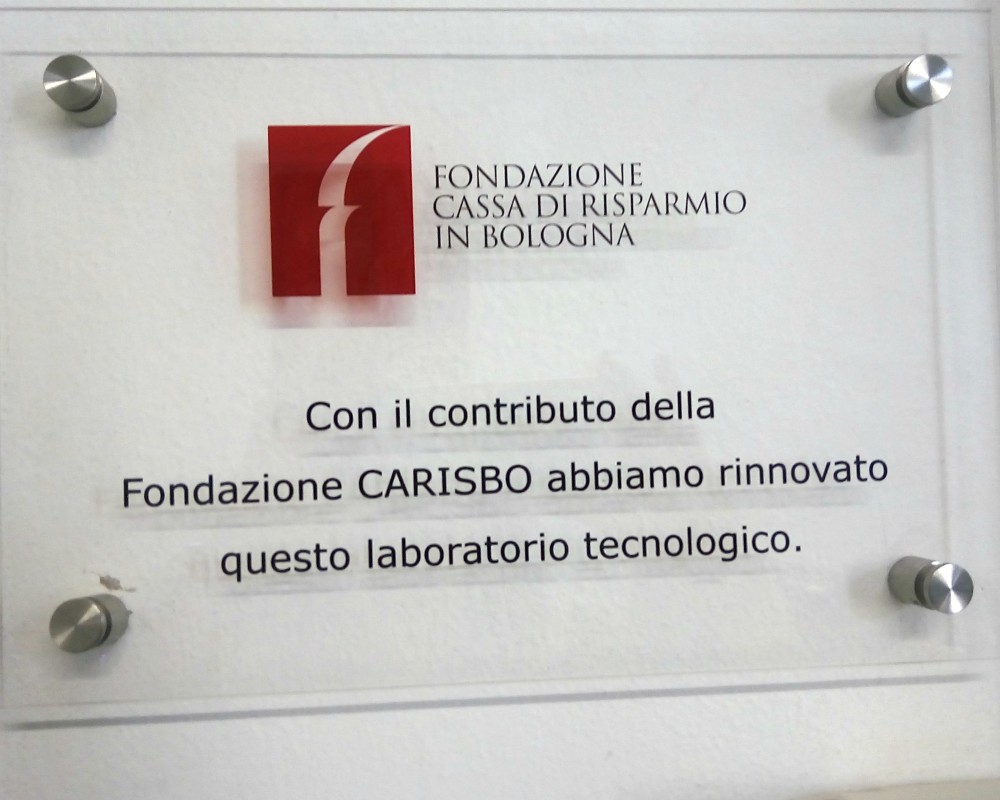 FONDAZIONE
CASSA DI RISPARMIO
IN BOLOGNA
Con il contributo della
Fondazione CARISBO abbiamo rinnovato
questo laboratorio tecnologico.